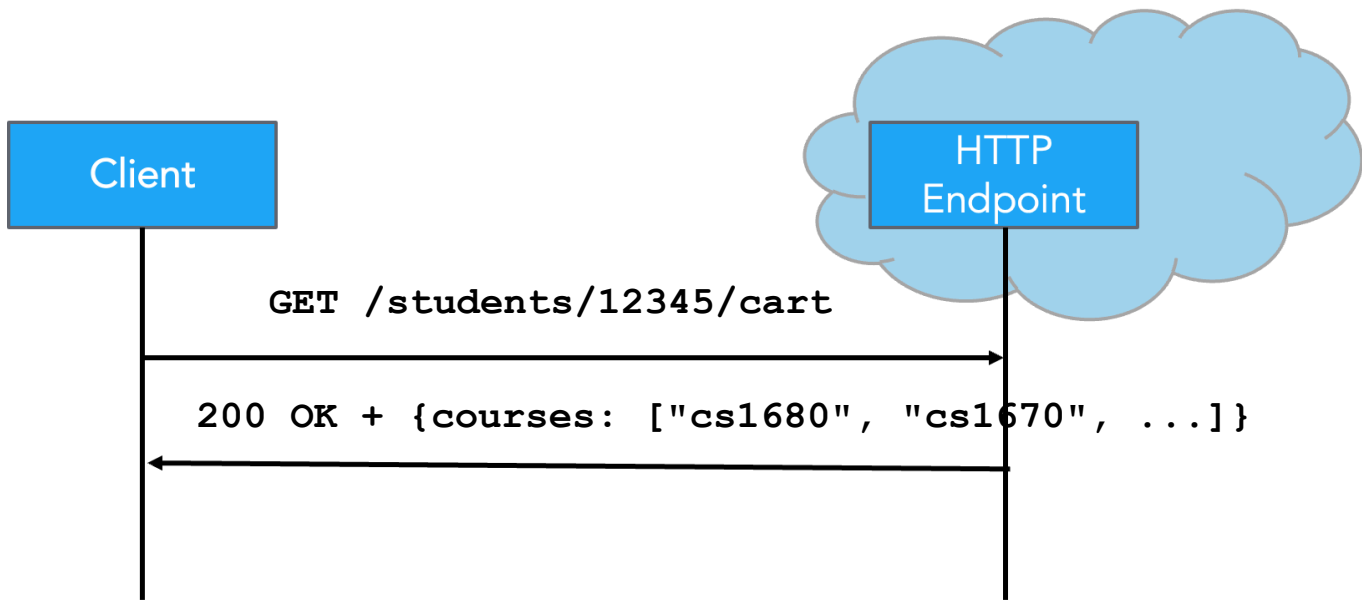 Client
HTTP
Endpoint
GET /students/12345/cart
200 OK + {courses: ["cs1680", "cs1670", ...]}